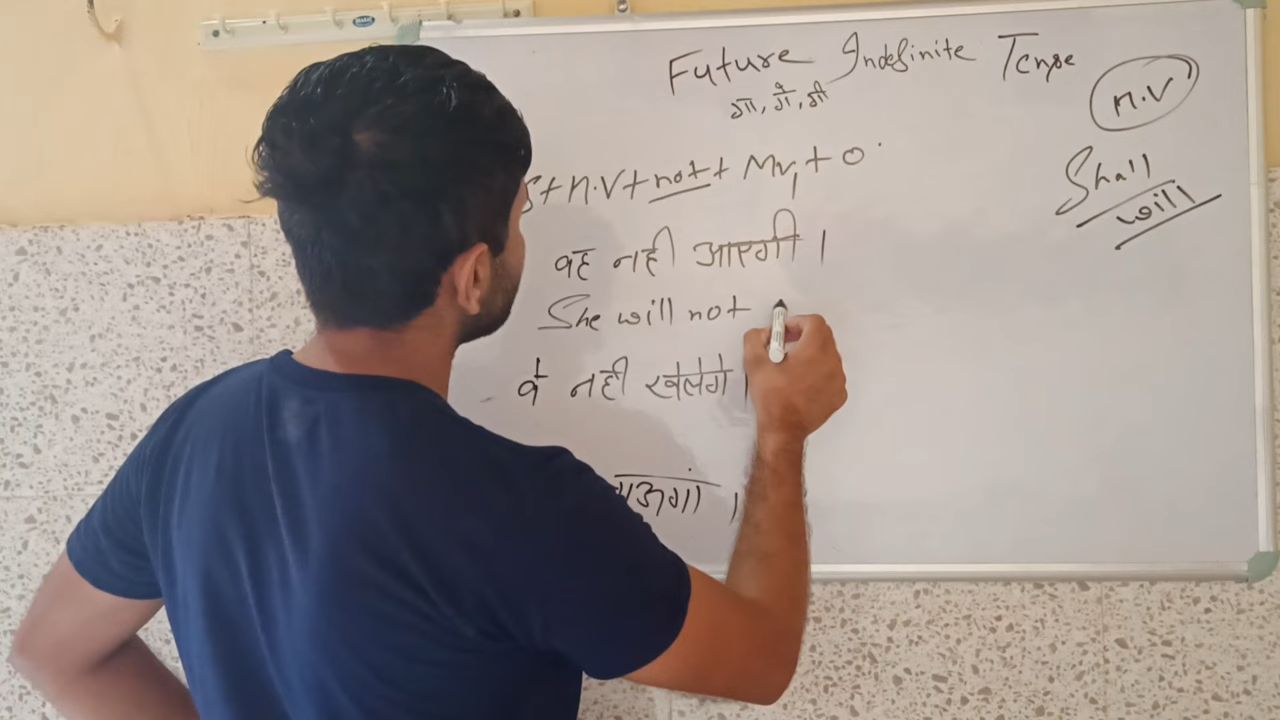 Future Indefinite Tense
गा, गे, गी
H.V
Shall
will
S+H.V+not+ Mv1+O
वह नही आएगी ।
She will not
वे नही खेलेगे ।